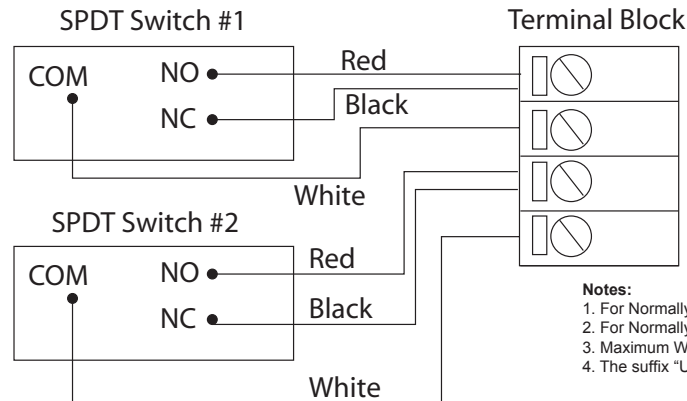 SPDT Switch #1
Terminal Block
COM
NO
Red
NC
Black
White
SPDT Switch #2
COM
NO
Red
NC
Black
White
Notes:
1. For Normally
2. For Normally
3. Maximum W
4. The suffix “U